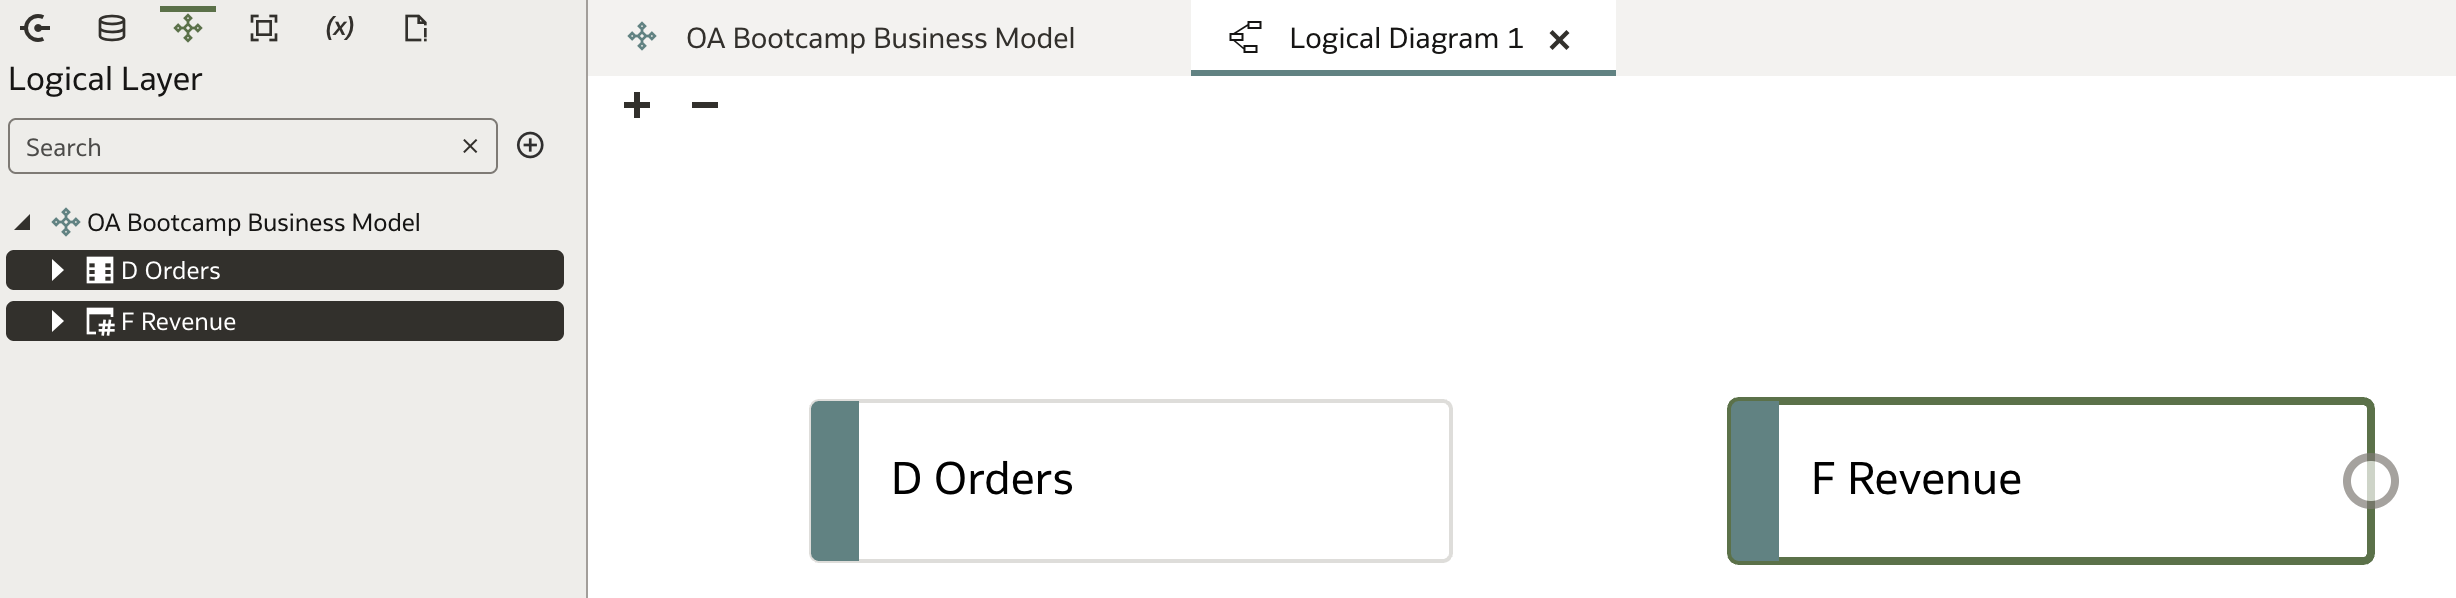 (x)
Logical Layer
Search
OA Bootcamp Business Model
D Orders
F Revenue
OA Bootcamp Business Model
Logical Diagram 1
D Orders
F Revenue